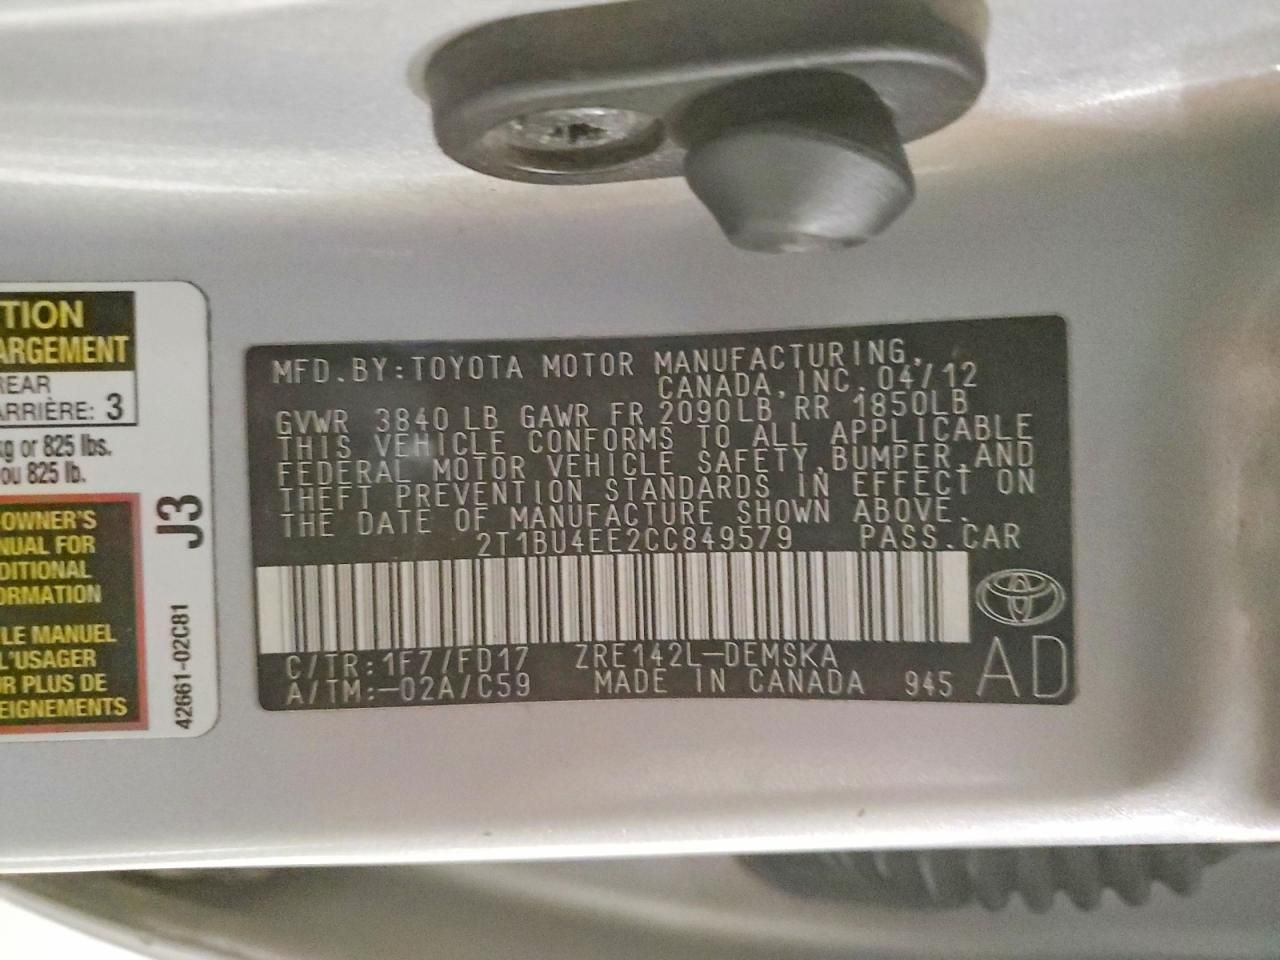 TION
ARGEMENT
REAR
ARRIÈRE: 3
kg or 825 lbs.
ou 825 lb.
OWNER'S
NUAL FOR
DITIONAL
ORMATION
LE MANUEL
L'USAGER
R PLUS DE
EIGNEMENTS
J3
42661-02C81
MFD.BY:TOYOTA MOTOR MANUFACTURING,
CANADA,INC.04/12
GVWR 3840LB GAWR FR 2090LB RR 1850LB
THIS VEHICLE CONFORMS TO ALL APPLICABLE
FEDERAL MOTOR VEHICLE SAFETY,BUMPER,AND
THEFT PREVENTION STANDARDS IN EFFECT ON
THE DATE OF MANUFACTURE SHOWN ABOVE.
2T1BU4EE2CC849579 PASS.CAR
C/TR:1F7/FD17 ZRE142L-DEMSKA
A/TM:-02A/C59 MADE IN CANADA 945 AD